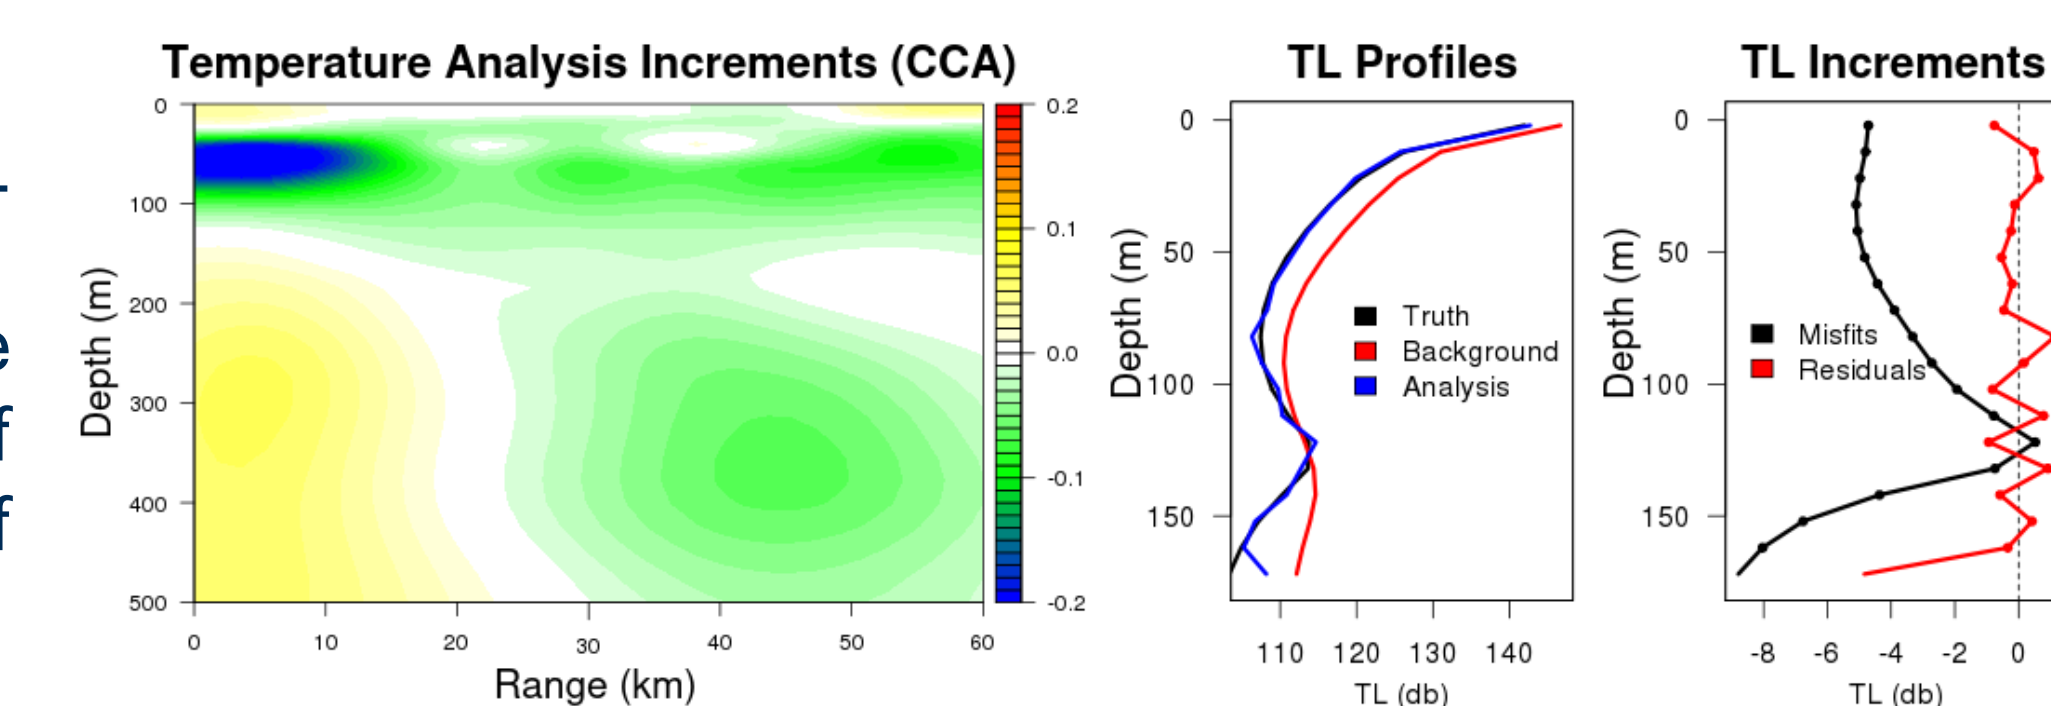 e
f
f
Temperature Analysis Increments (CCA)
0
100
200
300
400
500
Depth (m)
0
10
20
30
40
50
60
Range (km)
0.2
0.1
0.0
-0.1
-0.2
TL Profiles
0
50
100
150
Depth (m)
Truth
Background
Analysis
110
120
130
140
TL (db)
TL Increments
0
50
100
150
Depth (m)
Misfits
Residuals
-8
-6
-4
-2
0
TL (db)